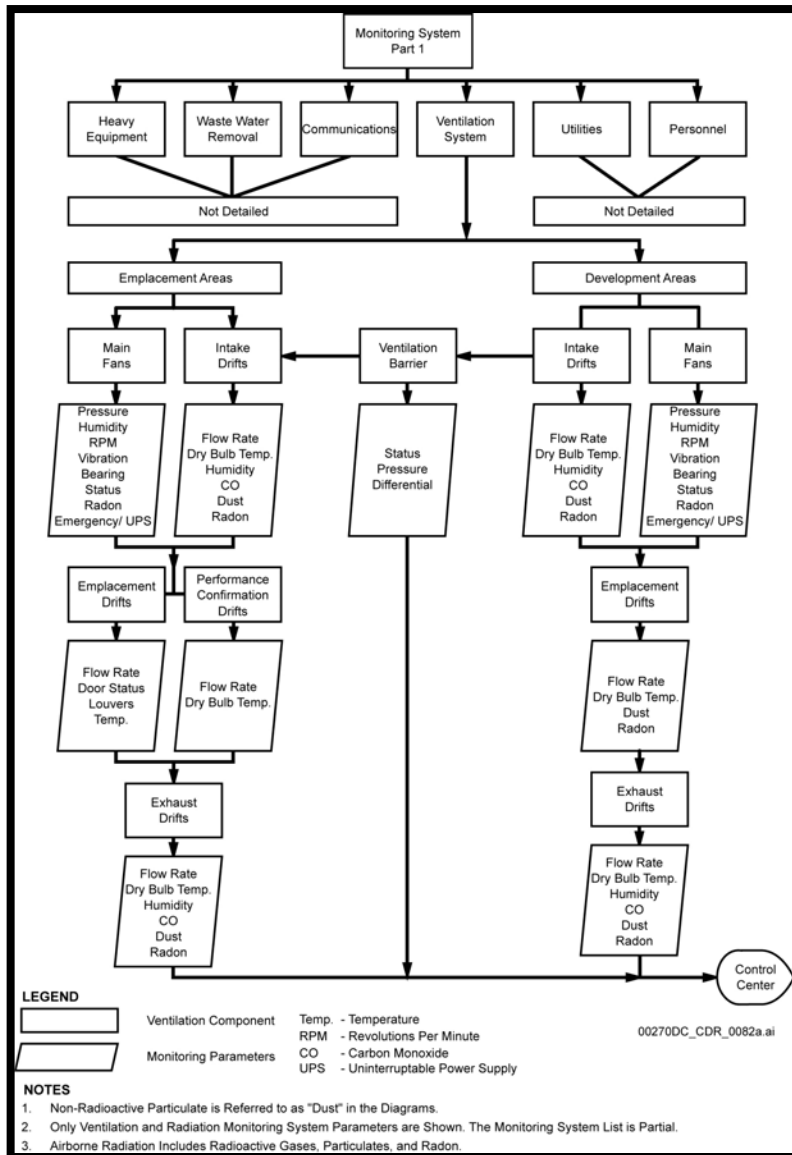 Monitoring System
Part 1
Heavy
Equipment
Waste Water
Removal
Communications
Ventilation
System
Utilities
Personnel
Not Detailed
Not Detailed
Emplacement Areas
Development Areas
Main
Fans
Intake
Drifts
Ventilation
Barrier
Intake
Drifts
Main
Fans
Pressure
Humidity
RPM
Vibration
Bearing
Status
Radon
Emergency/ UPS
Flow Rate
Dry Bulb Temp.
Humidity
CO
Dust
Radon
Status
Pressure
Differential
Flow Rate
Dry Bulb Temp.
Humidity
CO
Dust
Radon
Pressure
Humidity
RPM
Vibration
Bearing
Status
Radon
Emergency/ UPS
Emplacement
Drifts
Performance
Confirmation
Drifts
Emplacement
Drifts
Flow Rate
Door Status
Louvers
Temp.
Flow Rate
Dry Bulb Temp.
Flow Rate
Dry Bulb Temp.
Dust
Radon
Exhaust
Drifts
Exhaust
Drifts
Flow Rate
Dry Bulb Temp.
Humidity
CO
Dust
Radon
Flow Rate
Dry Bulb Temp.
Humidity
CO
Dust
Radon
Control
Center
LEGEND
Ventilation Component
Monitoring Parameters
Temp. - Temperature
RPM - Revolutions Per Minute
CO - Carbon Monoxide
UPS - Uninterruptable Power Supply
00270DC_CDR_0082a.ai
NOTES
1. Non-Radioactive Particulate is Referred to as "Dust" in the Diagrams.
2. Only Ventilation and Radiation Monitoring System Parameters are Shown. The Monitoring System List is Partial.
3. Airborne Radiation Includes Radioactive Gases, Particulates, and Radon.